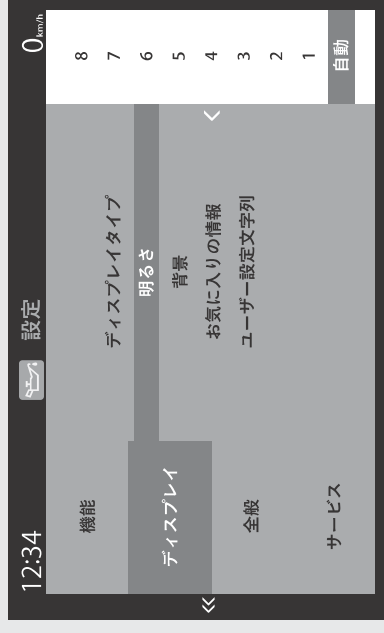 12:34 設定 0 km/h
機能
ディスプレイ
全般
サービス
ディスプレイタイプ
明るさ
背景
お気に入りの情報
ユーザー設定文字列
8
7
6
5
4
3
2
1
自動